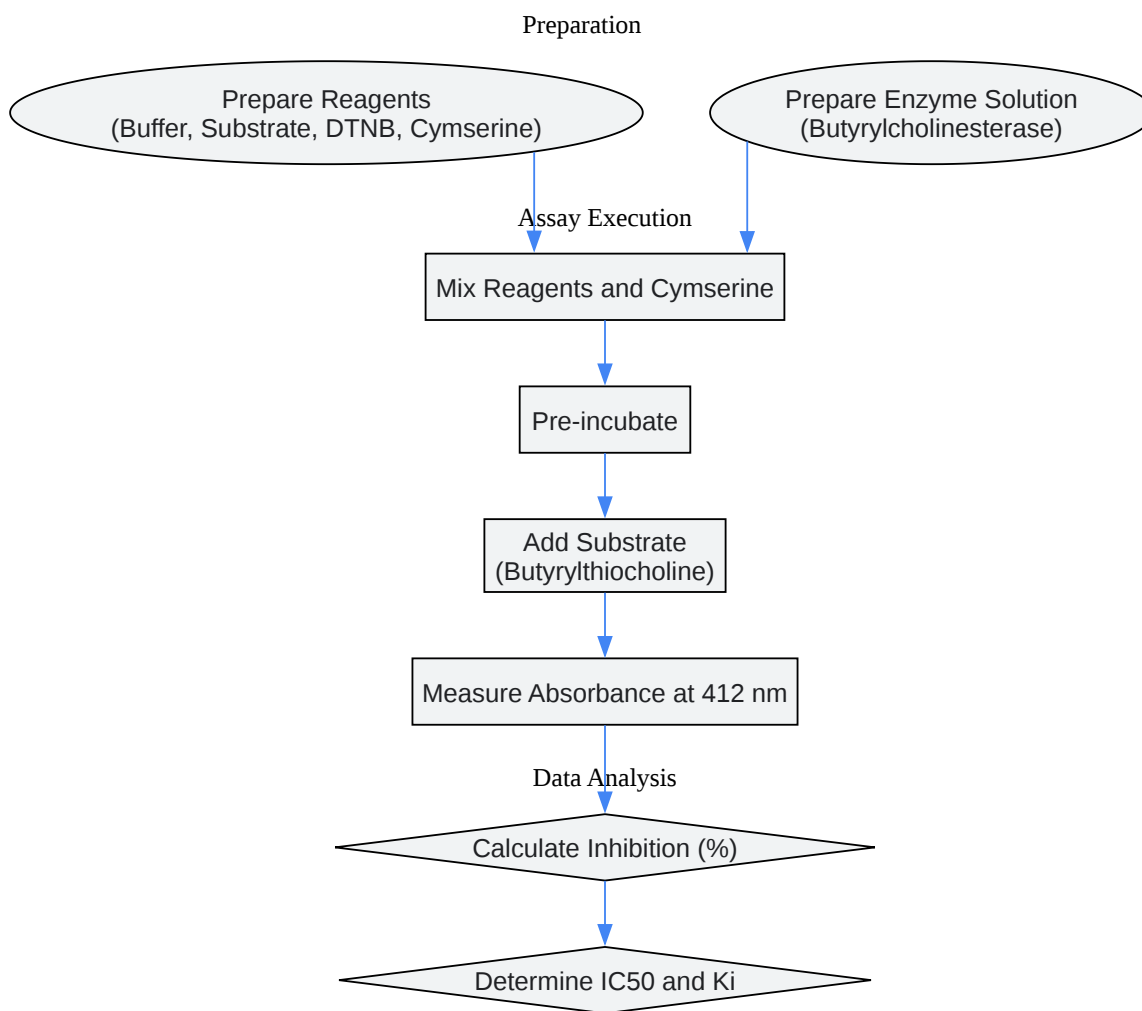 Preparation
Prepare Reagents
(Buffer, Substrate, DTNB, Cymserine)
Prepare Enzyme Solution
(Butyrylcholinesterase)
Assay Execution
Mix Reagents and Cymserine
Pre-incubate
Add Substrate
(Butyrylthiocholine)
Measure Absorbance at 412 nm
Data Analysis
Calculate Inhibition (%)
Determine IC50 and Ki